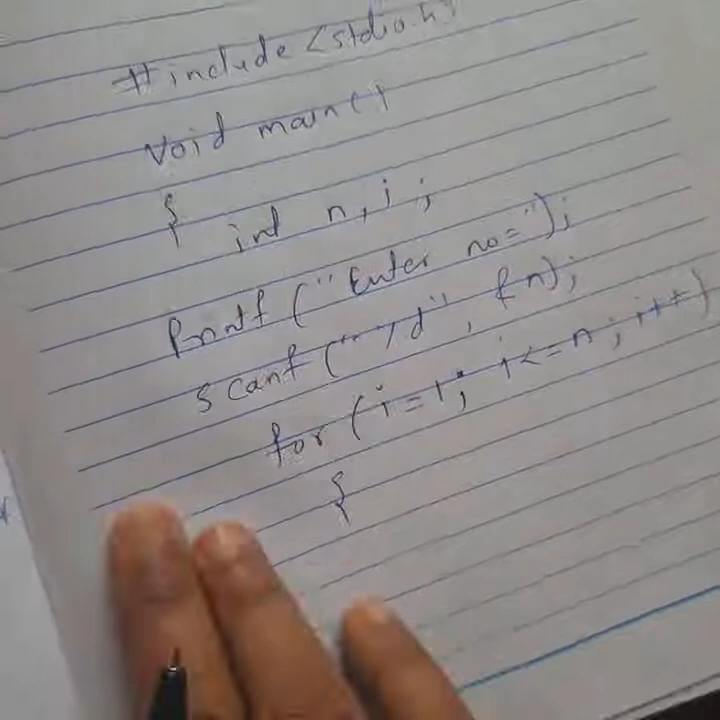 #include <stdio.h>
void main()
{
int n, i ;
Printf ("Enter no=");
scanf ("%d", &n);
for (i=1; i<=n; i++)
{